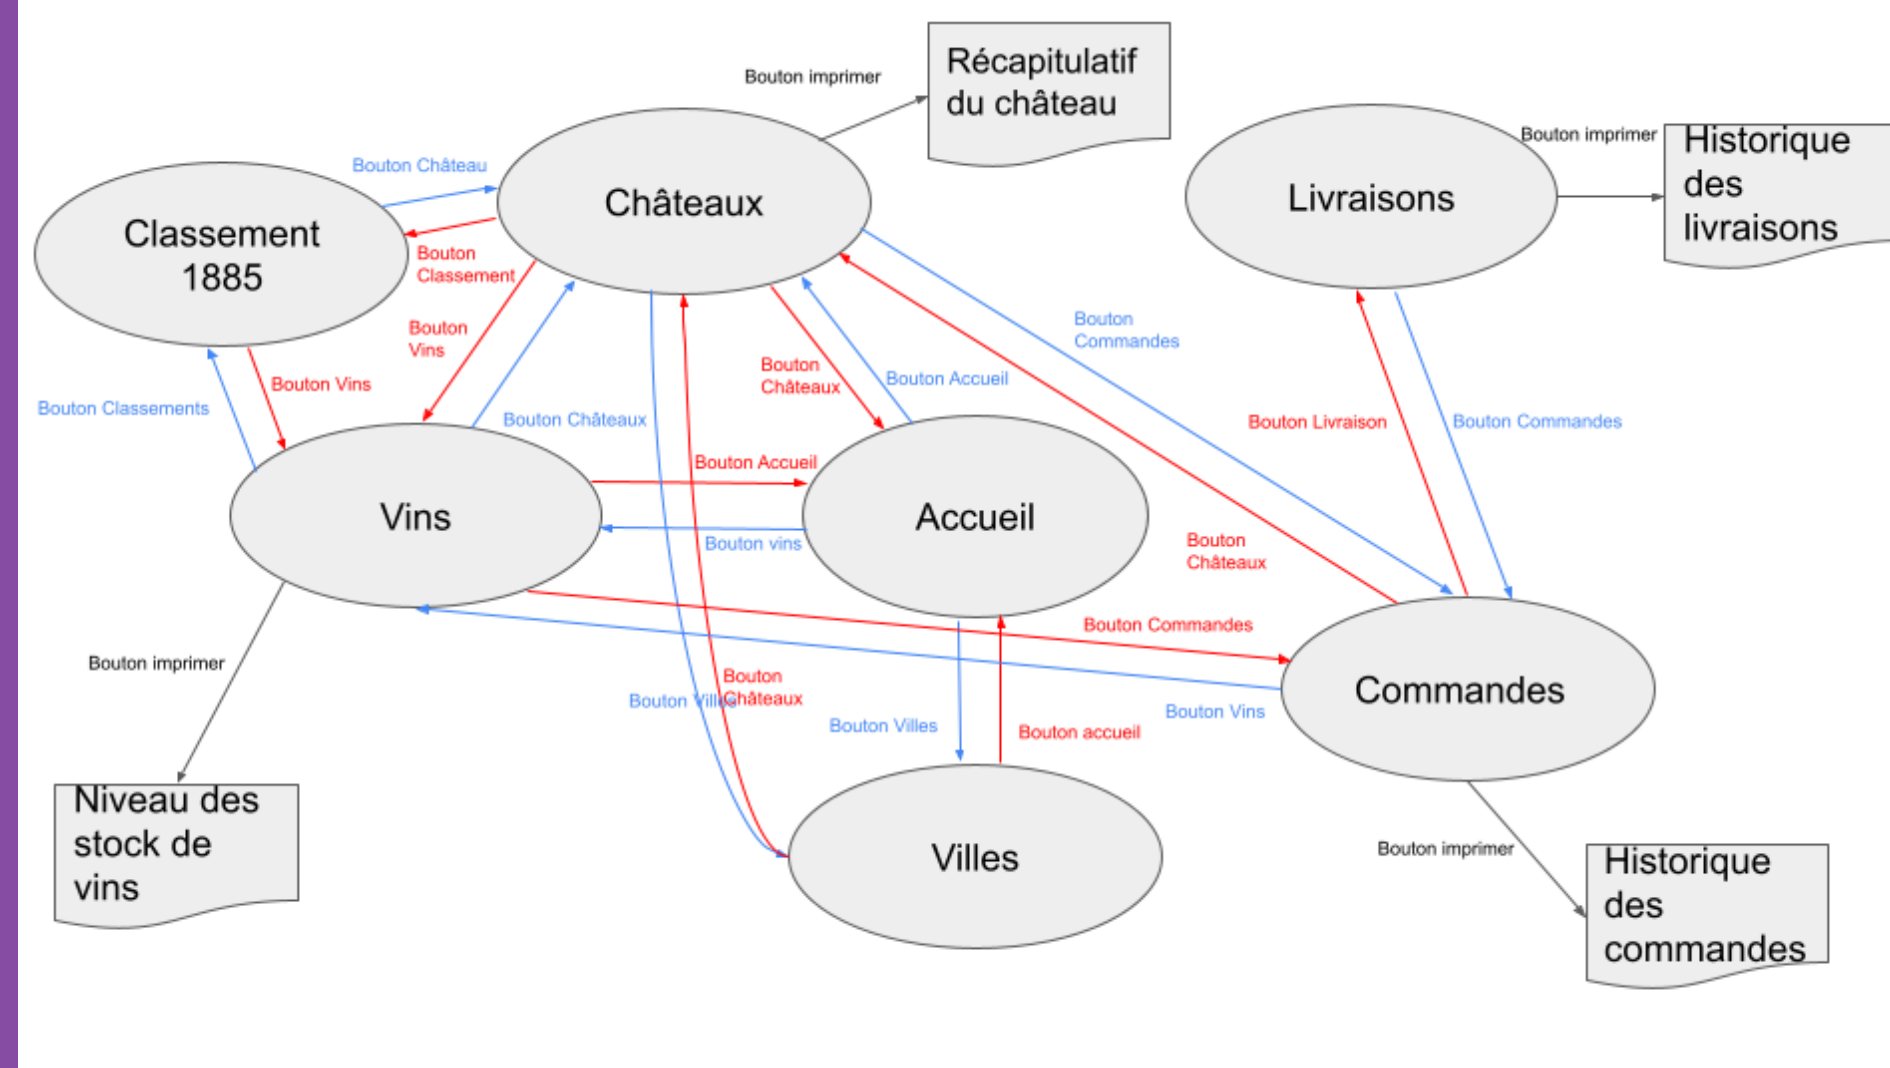 Récapitulatif
du château
Bouton imprimer
Bouton imprimer
Historique
des
livraisons
Bouton Château
Châteaux
Livraisons
Classement
1885
Bouton
Classement
Bouton
Vins
Bouton
Commandes
Bouton
Châteaux
Bouton Accueil
Bouton Vins
Bouton Classements
Bouton Châteaux
Bouton Livraison
Bouton Commandes
Bouton Accueil
Vins
Accueil
Bouton vins
Bouton
Châteaux
Bouton Commandes
Bouton imprimer
Bouton
Châteaux
Bouton Villes
Commandes
Bouton Villes
Bouton Vins
Bouton accueil
Niveau des
stock de
vins
Villes
Bouton imprimer
Historique
des
commandes